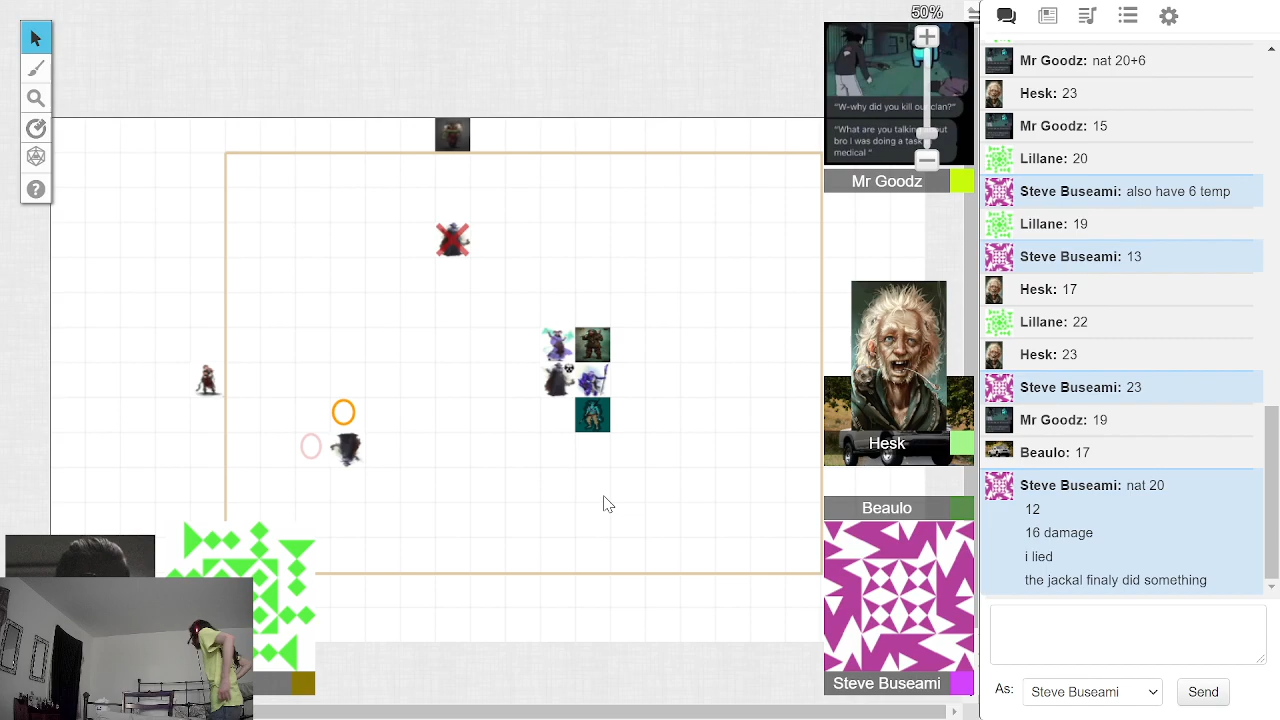 50%
"W-why did you kill our clan?"
"What are you talking about
bro I was doing a task
medical "
Mr Goodz
Hesk
Beaulo
Steve Buseami
Mr Goodz: nat 20+6
Hesk: 23
Mr Goodz: 15
Lillane: 20
Steve Buseami: also have 6 temp
Lillane: 19
Steve Buseami: 13
Hesk: 17
Lillane: 22
Hesk: 23
Steve Buseami: 23
Mr Goodz: 19
Beaulo: 17
Steve Buseami: nat 20
12
16 damage
i lied
the jackal finaly did something
As:
Steve Buseami
Send